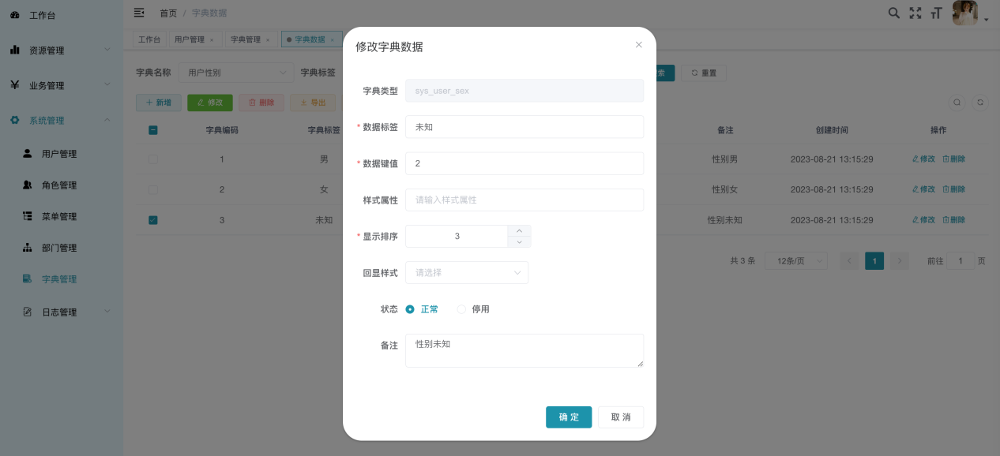 工作台
资源管理
业务管理
系统管理
用户管理
角色管理
菜单管理
部门管理
字典管理
日志管理
首页 / 字典数据
工作台 用户管理 × 字典管理 × 字典数据 ×
字典名称 用户性别 字典标签 索 重置
+ 新增 修改 删除 导出
字典编码 字典标签 备注 创建时间 操作
1 男 性别男 2023-08-21 13:15:29 修改 删除
2 女 性别女 2023-08-21 13:15:29 修改 删除
3 未知 性别未知 2023-08-21 13:15:29 修改 删除
共 3 条 12条/页 1 前往 1 页
修改字典数据
字典类型 sys_user_sex
* 数据标签 未知
* 数据键值 2
样式属性 请输入样式属性
* 显示排序 3
回显样式 请选择
状态 正常 停用
备注 性别未知
确 定 取 消